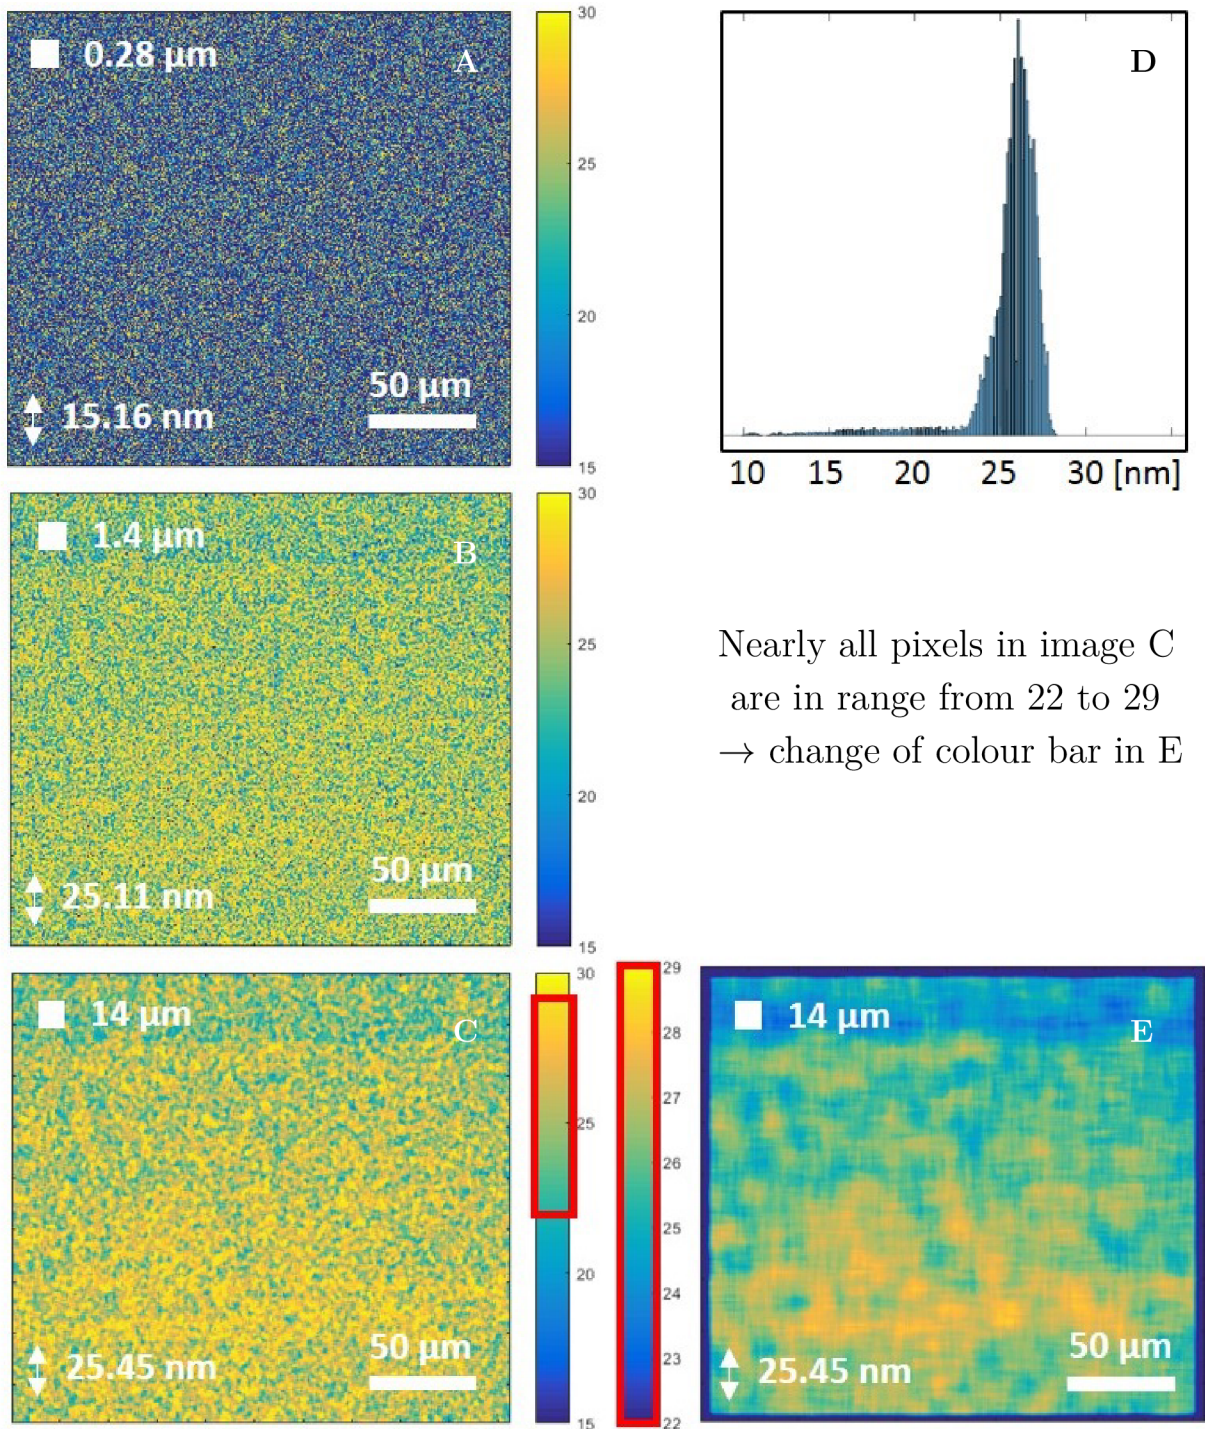 0.28 µm
A
50 µm
15.16 nm
30
25
20
15
D
10 15 20 25 30 [nm]
1.4 µm
B
50 µm
25.11 nm
30
25
20
15
Nearly all pixels in image C
are in range from 22 to 29
→ change of colour bar in E
14 µm
C
50 µm
25.45 nm
30
25
20
15
29
28
27
26
25
24
23
22
14 µm
E
50 µm
25.45 nm